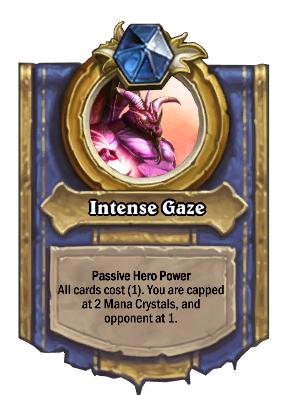 Intense Gaze
Passive Hero Power
All cards cost (1). You are capped
at 2 Mana Crystals, and
opponent at 1.